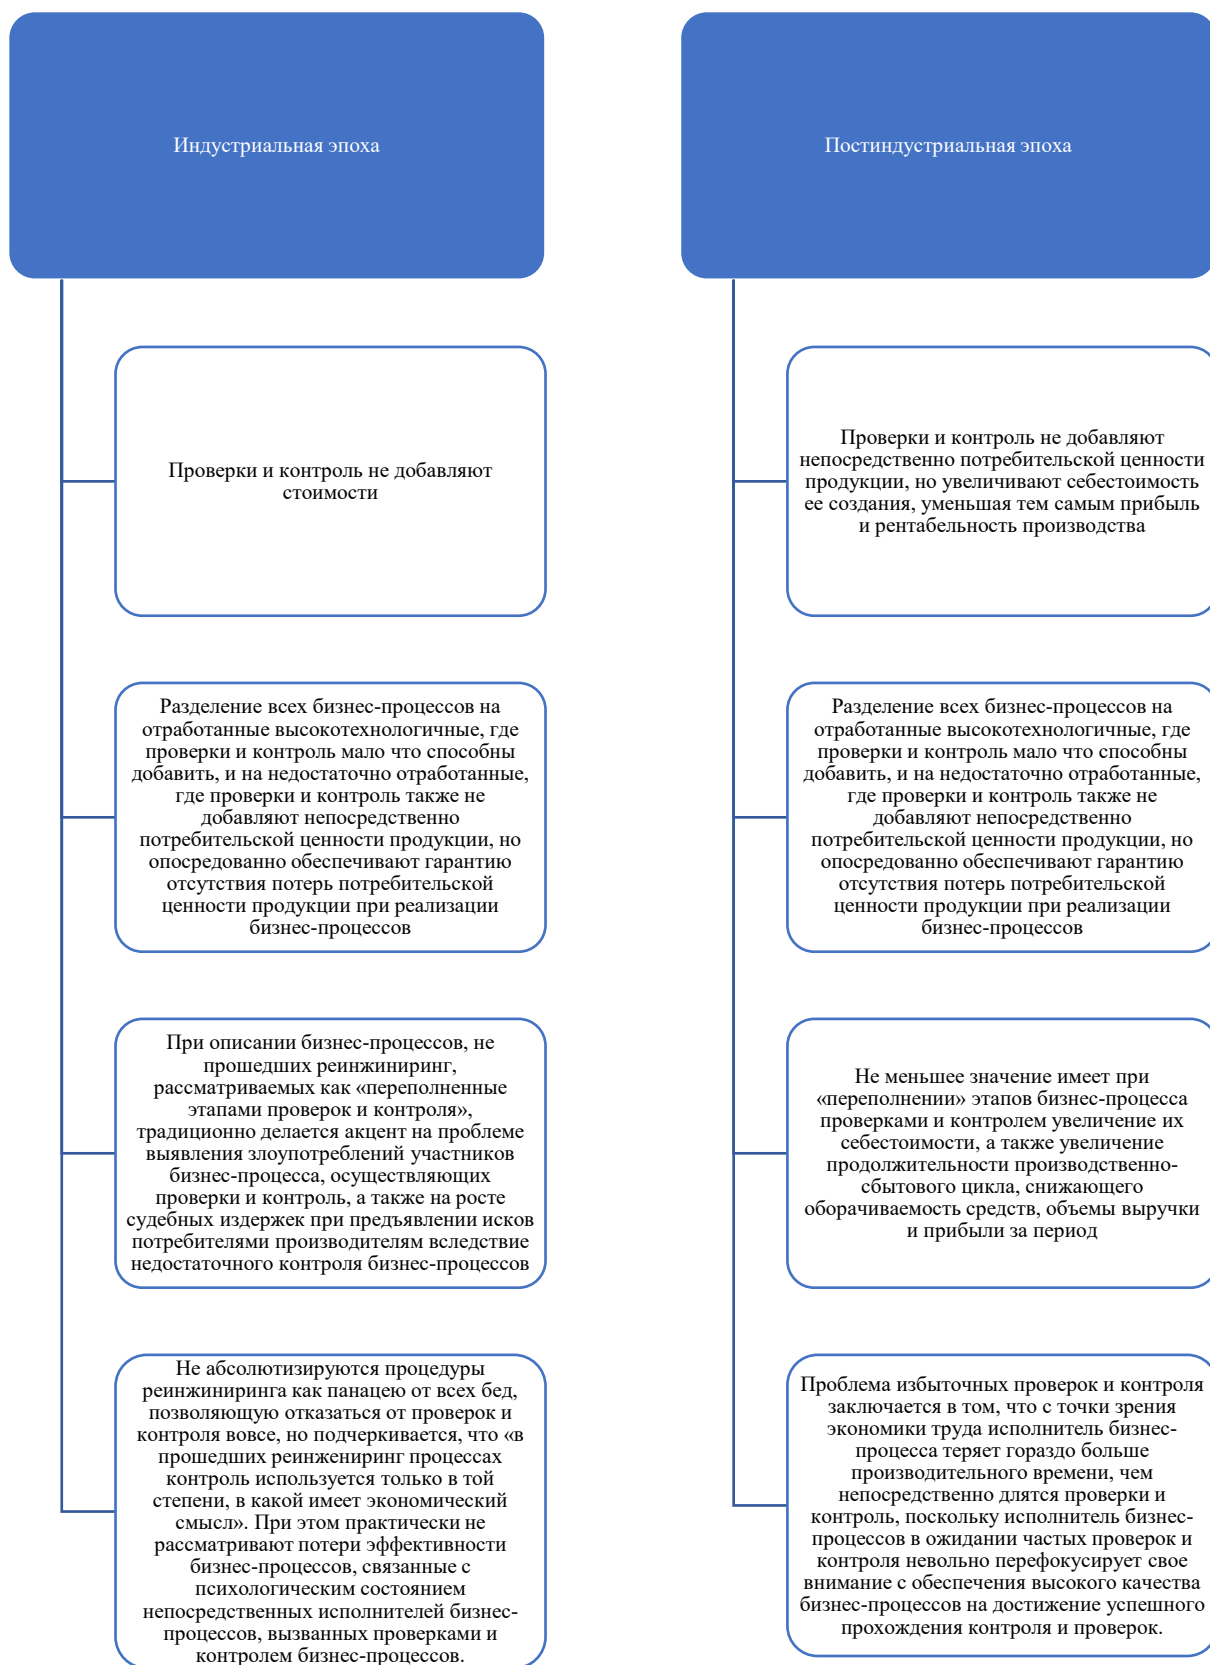 Индустриальная эпоха
Проверки и контроль не добавляют
стоимости
Разделение всех бизнес-процессов на
отработанные высокотехнологичные, где
проверки и контроль мало что способны
добавить, и на недостаточно отработанные,
где проверки и контроль также не
добавляют непосредственно
потребительской ценности продукции, но
опосредованно обеспечивают гарантию
отсутствия потерь потребительской
ценности продукции при реализации
бизнес-процессов
При описании бизнес-процессов, не
прошедших реинжиниринг,
рассматриваемых как «переполненные
этапами проверок и контроля»,
традиционно делается акцент на проблеме
выявления злоупотреблений участников
бизнес-процесса, осуществляющих
проверки и контроль, а также на росте
судебных издержек при предъявлении исков
потребителями производителям вследствие
недостаточного контроля бизнес-процессов
Не абсолютизируются процедуры
реинжиниринга как панацею от всех бед,
позволяющую отказаться от проверок и
контроля вовсе, но подчеркивается, что «в
прошедших реинжениринг процессах
контроль используется только в той
степени, в какой имеет экономический
смысл». При этом практически не
рассматривают потери эффективности
бизнес-процессов, связанные с
психологическим состоянием
непосредственных исполнителей бизнес-
процессов, вызванных проверками и
контролем бизнес-процессов.
Постиндустриальная эпоха
Проверки и контроль не добавляют
непосредственно потребительской ценности
продукции, но увеличивают себестоимость
ее создания, уменьшая тем самым прибыль
и рентабельность производства
Разделение всех бизнес-процессов на
отработанные высокотехнологичные, где
проверки и контроль мало что способны
добавить, и на недостаточно отработанные,
где проверки и контроль также не
добавляют непосредственно
потребительской ценности продукции, но
опосредованно обеспечивают гарантию
отсутствия потерь потребительской
ценности продукции при реализации
бизнес-процессов
Не меньшее значение имеет при
«переполнении» этапов бизнес-процесса
проверками и контролем увеличение их
себестоимости, а также увеличение
продолжительности производственно-
сбытового цикла, снижающего
оборачиваемость средств, объемы выручки
и прибыли за период
Проблема избыточных проверок и контроля
заключается в том, что с точки зрения
экономики труда исполнитель бизнес-
процесса теряет гораздо больше
производительного времени, чем
непосредственно длятся проверки и
контроль, поскольку исполнитель бизнес-
процессов в ожидании частых проверок и
контроля невольно перефокусирует свое
внимание с обеспечения высокого качества
бизнес-процессов на достижение успешного
прохождения контроля и проверок.